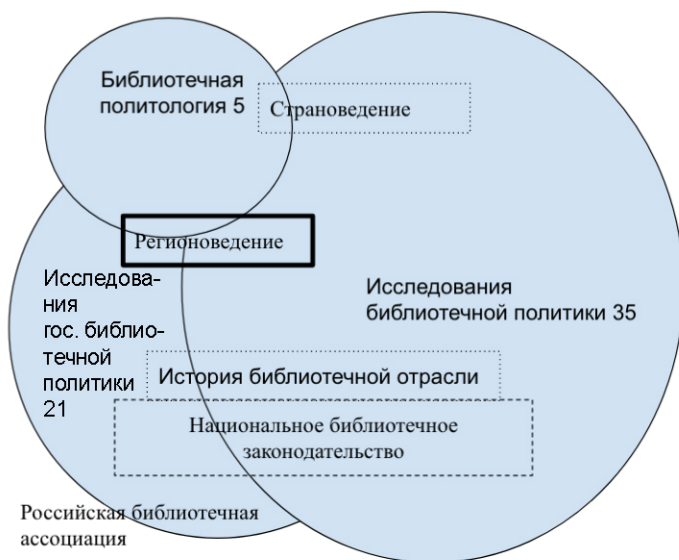 Библиотечная
политология 5
Страноведение
Регионоведение
Исследова-
ния
гос. библио-
течной
политики
21
Исследования
библиотечной политики 35
История библиотечной отрасли
Национальное библиотечное
законодательство
Российская библиотечная
ассоциация